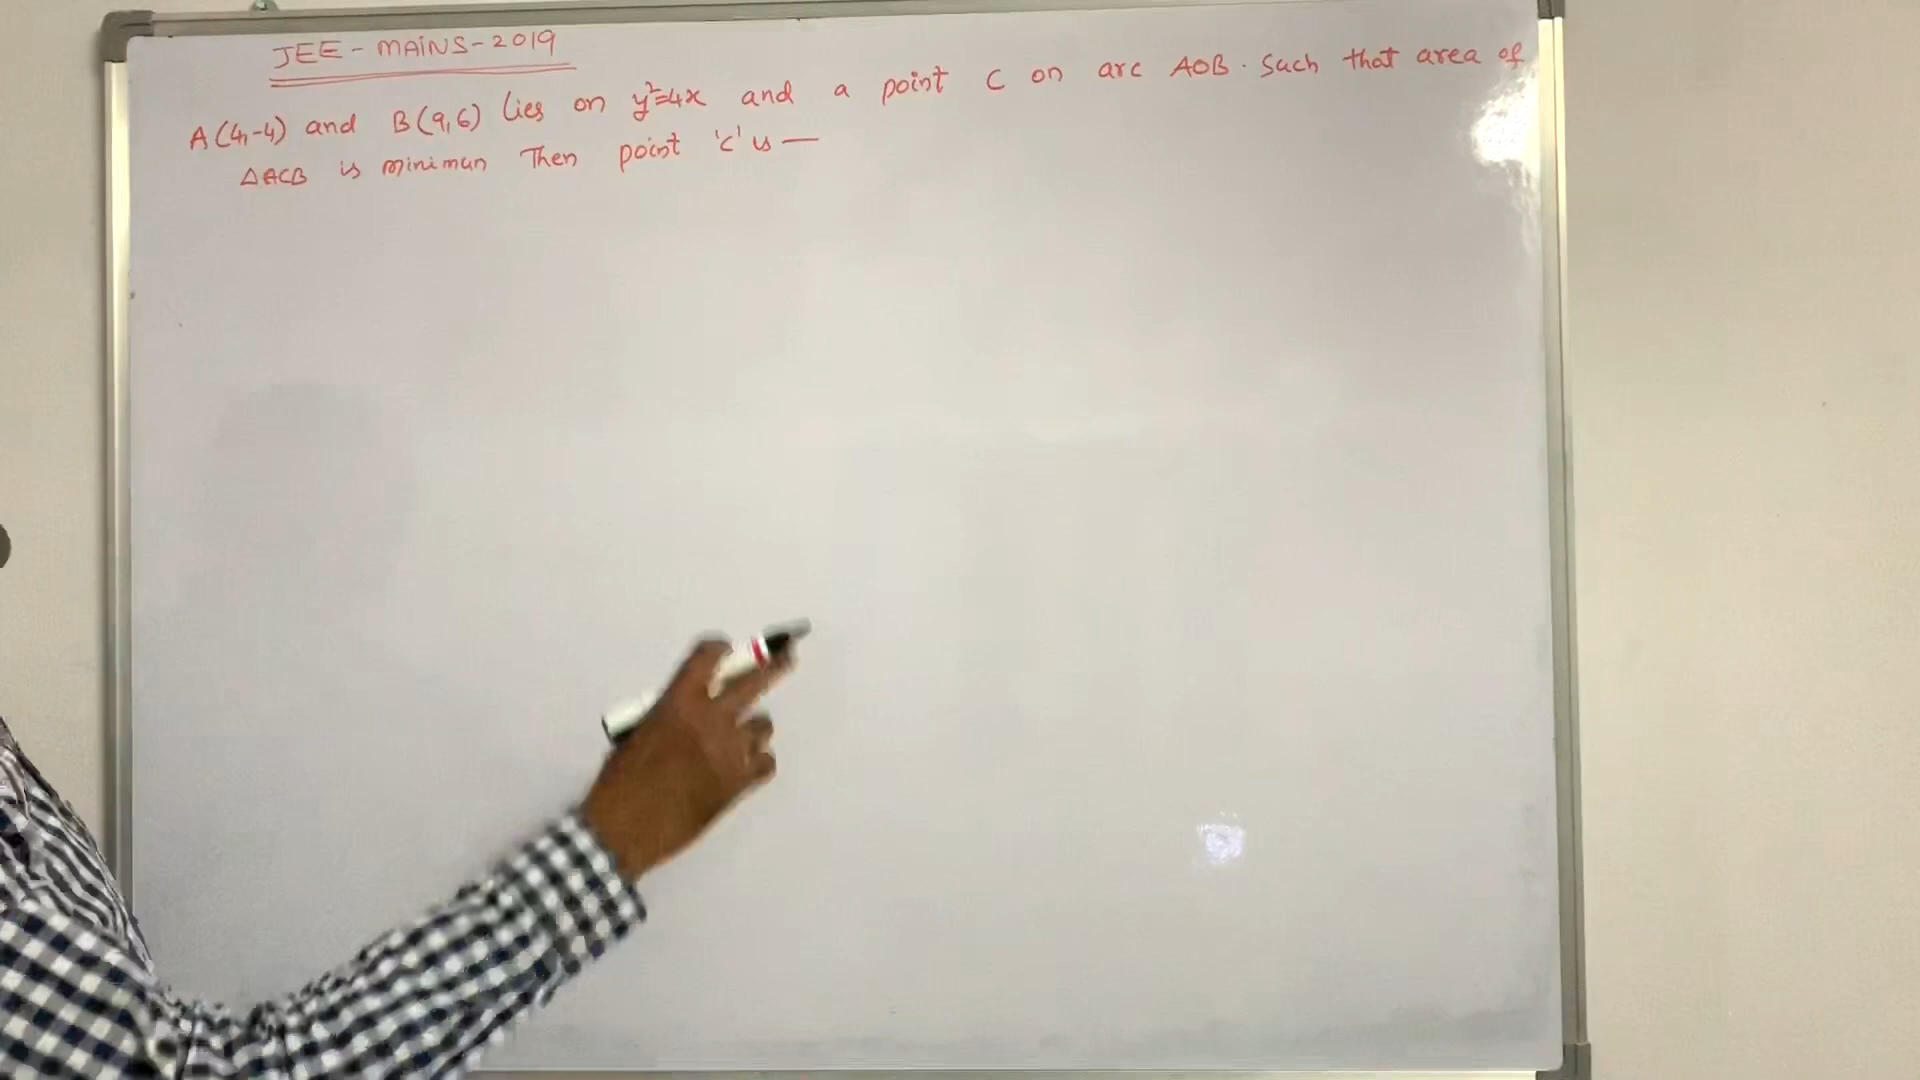 JEE - MAINS - 2019
A(4,-4) and B(9,6) lies on y²=4x and a point C on arc AOB. Such that area of
ΔACB is miniman Then point 'c' is —